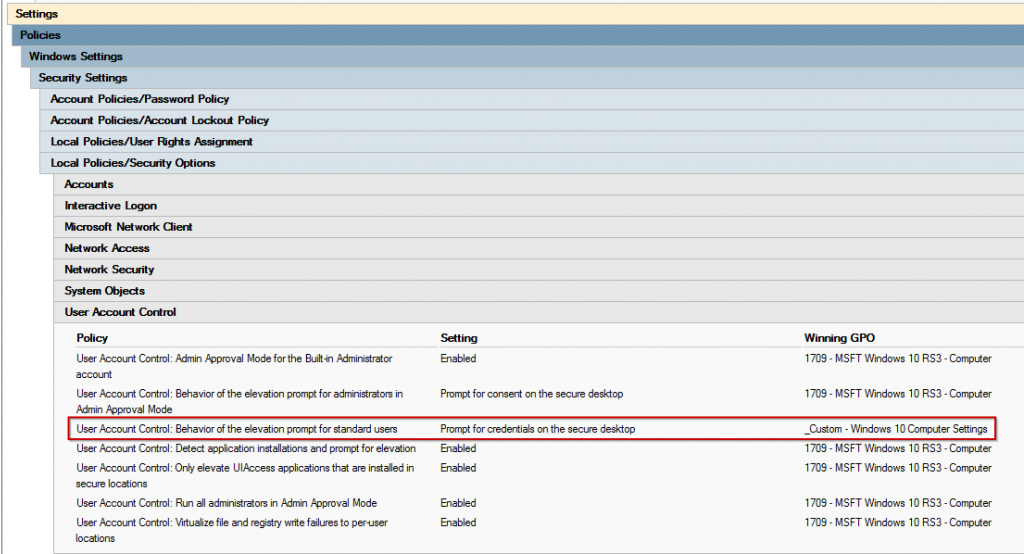 Settings
Policies
Windows Settings
Security Settings
Account Policies/Password Policy
Account Policies/Account Lockout Policy
Local Policies/User Rights Assignment
Local Policies/Security Options
Accounts
Interactive Logon
Microsoft Network Client
Network Access
Network Security
System Objects
User Account Control
Policy Setting Winning GPO
User Account Control: Admin Approval Mode for the Built-in Administrator Enabled 1709 - MSFT Windows 10 RS3 - Computer
account
User Account Control: Behavior of the elevation prompt for administrators in Prompt for consent on the secure desktop 1709 - MSFT Windows 10 RS3 - Computer
Admin Approval Mode
User Account Control: Behavior of the elevation prompt for standard users Prompt for credentials on the secure desktop _Custom - Windows 10 Computer Settings
User Account Control: Detect application installations and prompt for elevation Enabled 1709 - MSFT Windows 10 RS3 - Computer
User Account Control: Only elevate UIAccess applications that are installed in Enabled 1709 - MSFT Windows 10 RS3 - Computer
secure locations
User Account Control: Run all administrators in Admin Approval Mode Enabled 1709 - MSFT Windows 10 RS3 - Computer
User Account Control: Virtualize file and registry write failures to per-user Enabled 1709 - MSFT Windows 10 RS3 - Computer
locations